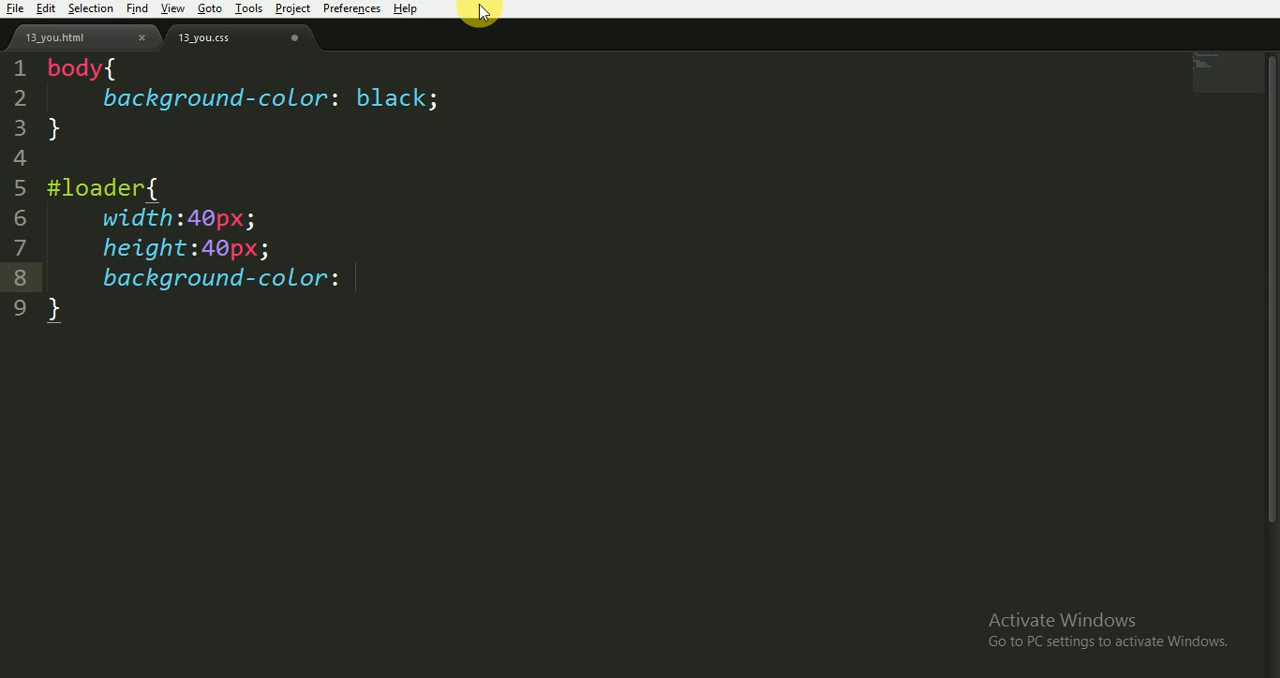 File Edit Selection Find View Goto Tools Project Preferences Help
13_you.html × 13_you.css
1 body{
2 background-color: black;
3 }
4
5 #loader{
6 width:40px;
7 height:40px;
8 background-color:
9 }
Activate Windows
Go to PC settings to activate Windows.